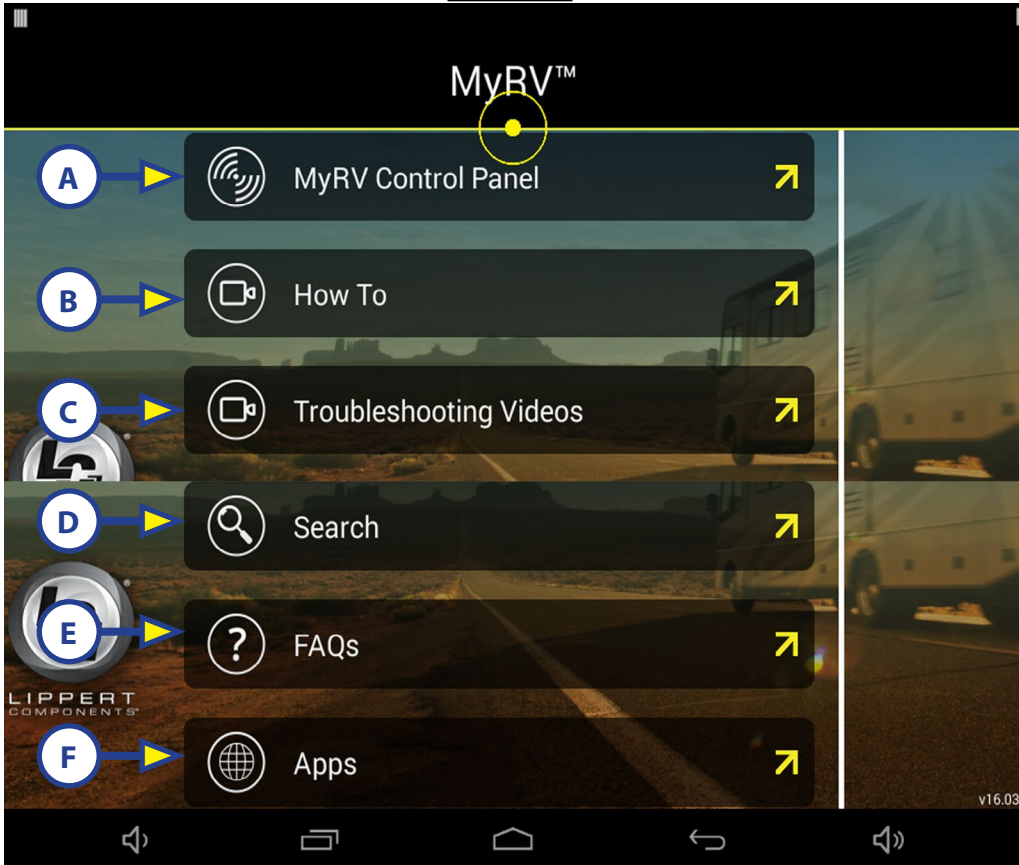 MyRV™
A
MyRV Control Panel
B
How To
C
Troubleshooting Videos
D
Search
E
FAQs
LIPPERT
COMPONENTS
F
Apps
v16.03